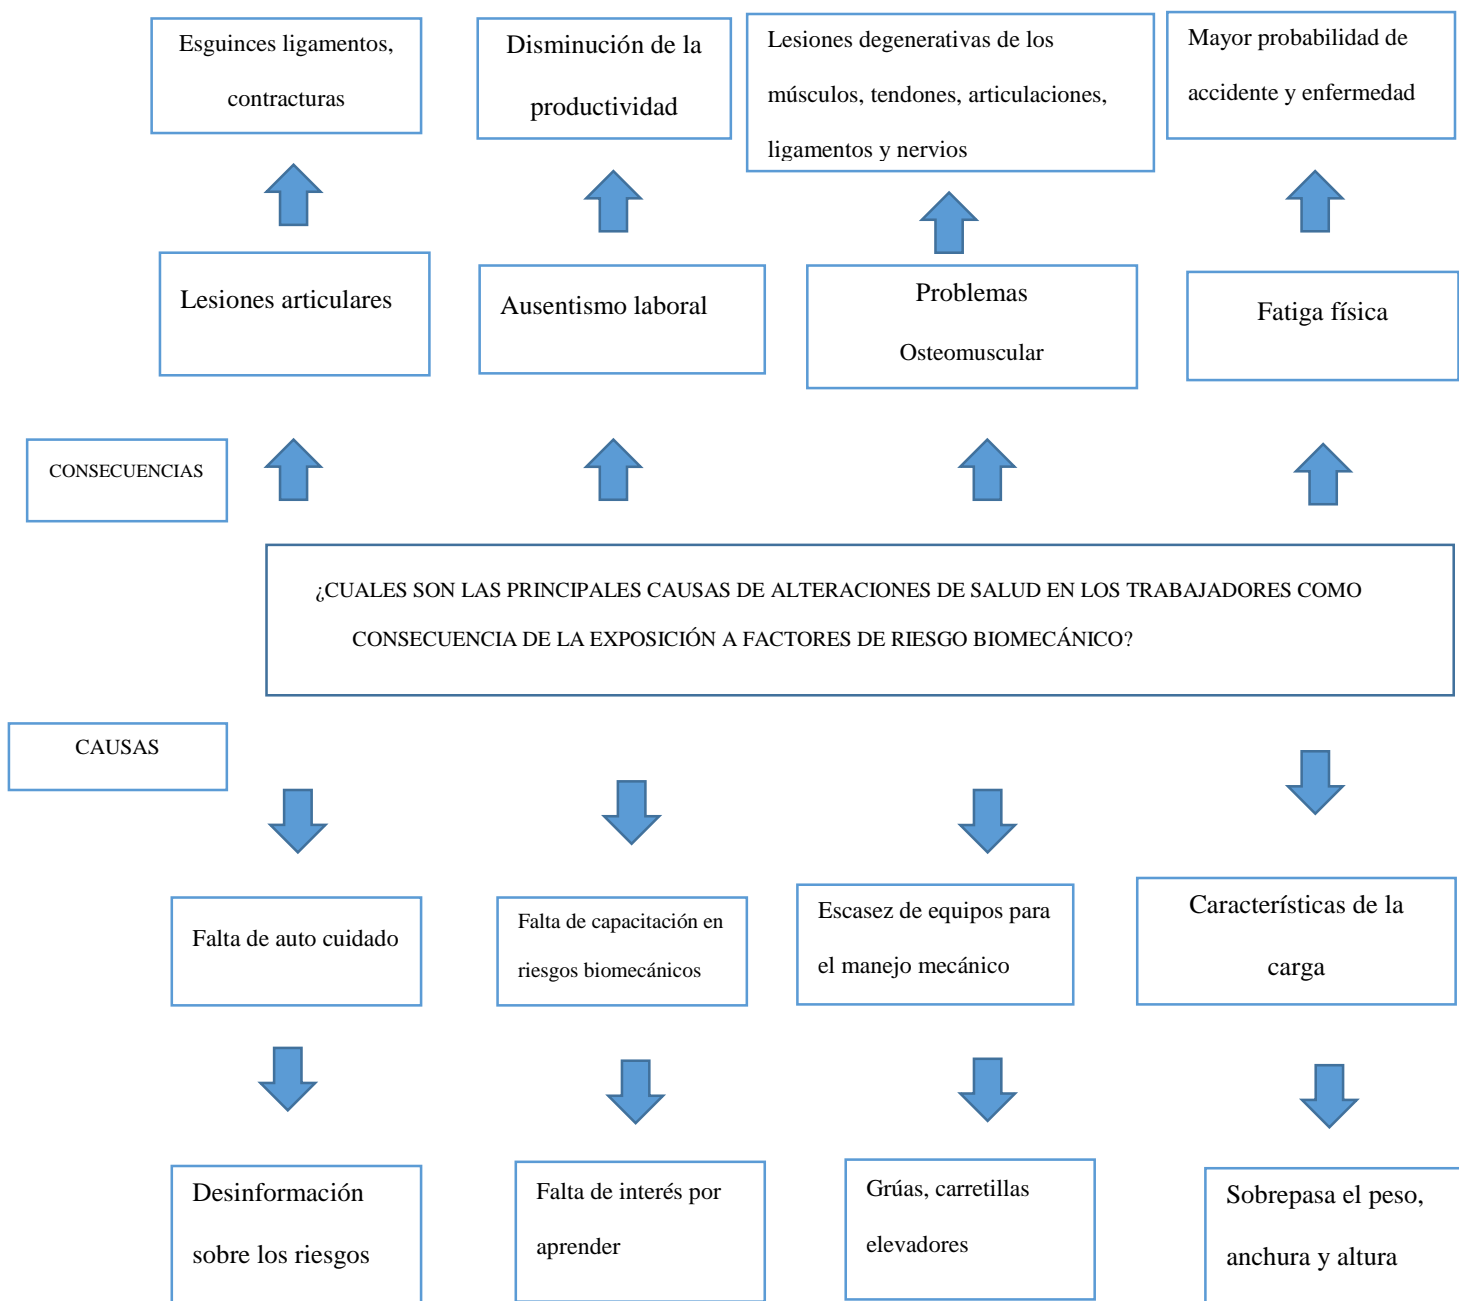 Esguinces ligamentos,
contracturas
Disminución de la
productividad
Lesiones degenerativas de los
músculos, tendones, articulaciones,
ligamentos y nervios
Mayor probabilidad de
accidente y enfermedad
Lesiones articulares
Ausentismo laboral
Problemas
Osteomuscular
Fatiga física
CONSECUENCIAS
¿CUALES SON LAS PRINCIPALES CAUSAS DE ALTERACIONES DE SALUD EN LOS TRABAJADORES COMO
CONSECUENCIA DE LA EXPOSICIÓN A FACTORES DE RIESGO BIOMECÁNICO?
CAUSAS
Falta de auto cuidado
Falta de capacitación en
riesgos biomecánicos
Escasez de equipos para
el manejo mecánico
Características de la
carga
Desinformación
sobre los riesgos
Falta de interés por
aprender
Grúas, carretillas
elevadores
Sobrepasa el peso,
anchura y altura